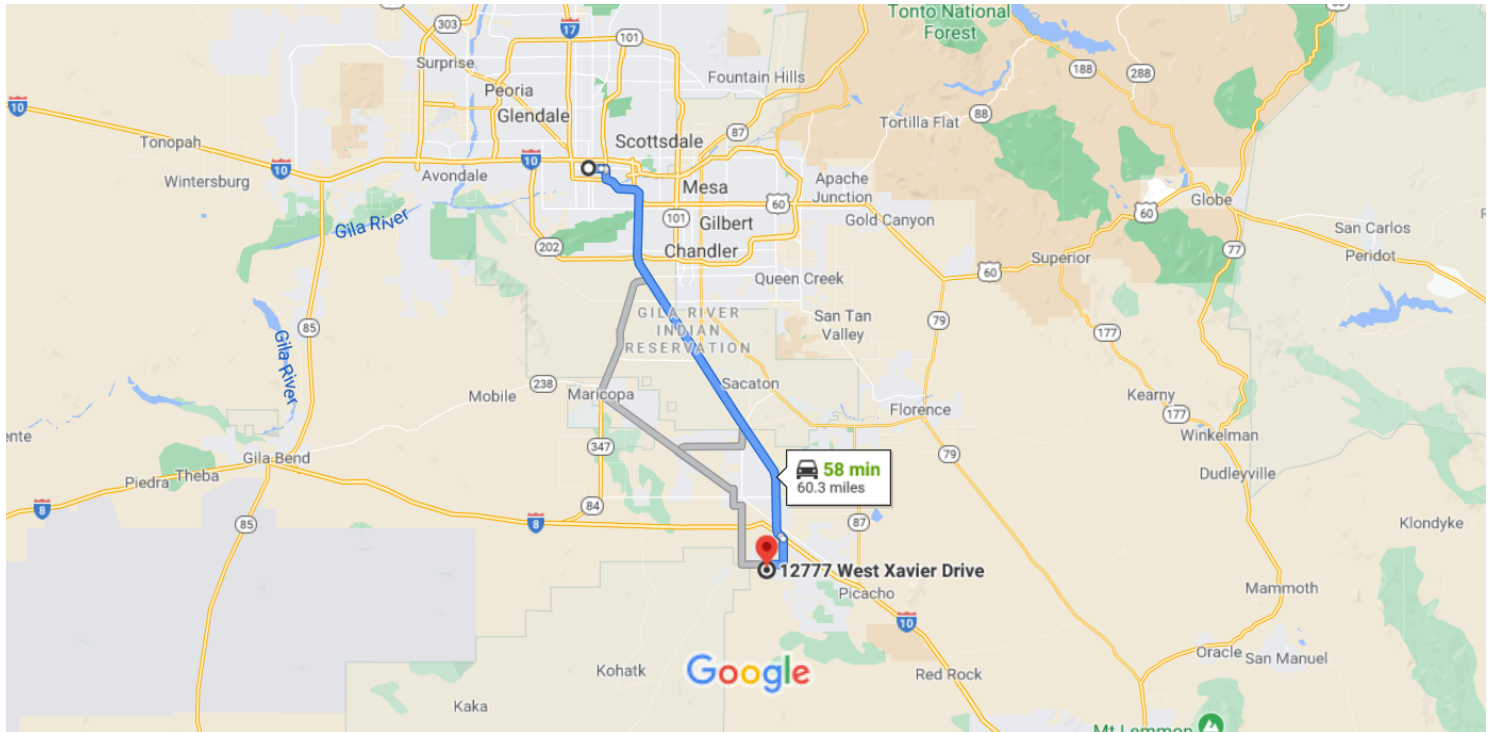 Tonto National
Forest
17
303
101
Surprise
188
288
Fountain Hills
Peoria
10
Glendale
88
Tortilla Flat
87
Scottsdale
Tonopah
10
10
Avondale
Wintersburg
Mesa
Apache
Junction
60
Globe
101
Gilbert
60
Gold Canyon
Gila River
San Carlos
202
Chandler
Superior
77
Peridot
Queen Creek
60
GILA RIVER
INDIAN
RESERVATION
San Tan
Valley
79
85
177
Gila River
238
Sacaton
Mobile
Maricopa
Kearny
Florence
177
ente
347
Winkelman
Gila Bend
79
58 min
60.3 miles
Theba
Piedra
Dudleyville
84
8
85
8
87
Klondyke
12777 West Xavier Drive
Mammoth
Picacho
10
Oracle
San Manuel
Kohatk
Google
Red Rock
Kaka
Mt Lemmon